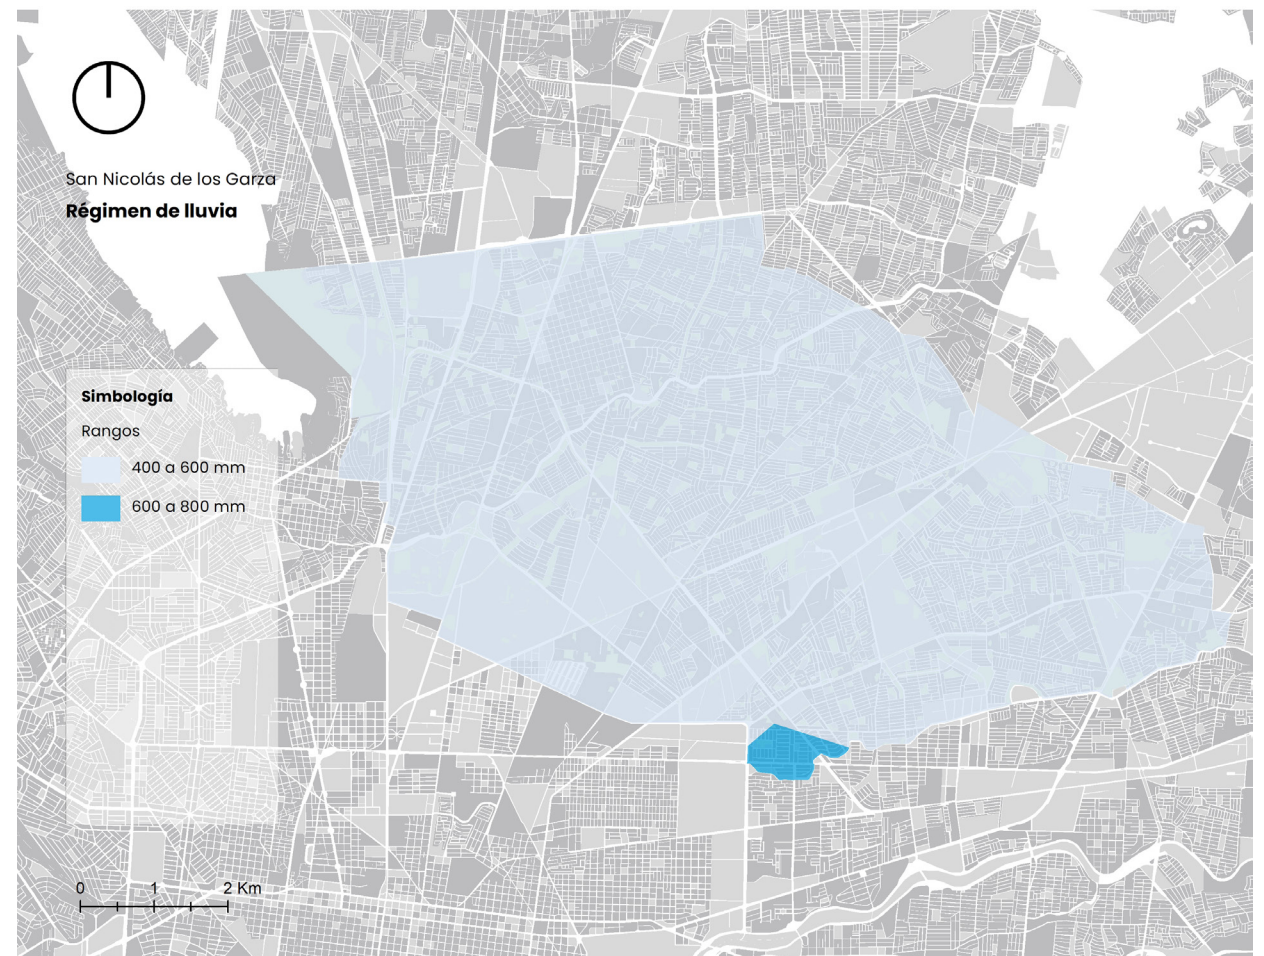 San Nicolás de los Garza
Régimen de lluvia
Simbología
Rangos
400 a 600 mm
600 a 800 mm
0 1 2 Km